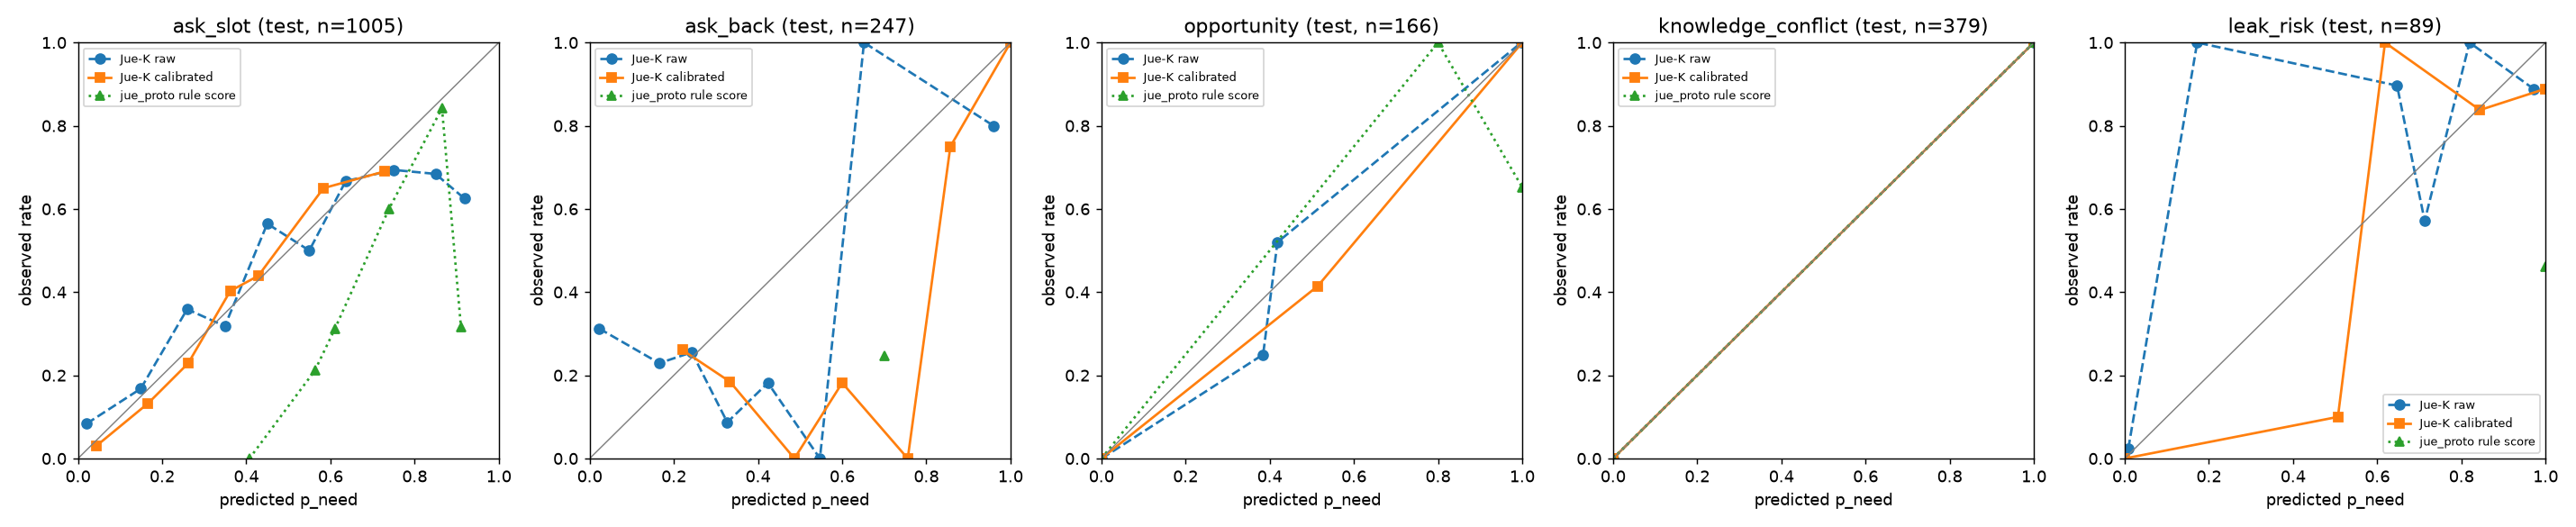 ask_slot (test, n=1005)
1.0
0.8
0.6
0.4
0.2
0.0
observed rate
Jue-K raw
Jue-K calibrated
jue_proto rule score
0.0 0.2 0.4 0.6 0.8 1.0
predicted p_need
ask_back (test, n=247)
1.0
0.8
0.6
0.4
0.2
0.0
observed rate
Jue-K raw
Jue-K calibrated
jue_proto rule score
0.0 0.2 0.4 0.6 0.8 1.0
predicted p_need
opportunity (test, n=166)
1.0
0.8
0.6
0.4
0.2
0.0
observed rate
Jue-K raw
Jue-K calibrated
jue_proto rule score
0.0 0.2 0.4 0.6 0.8 1.0
predicted p_need
knowledge_conflict (test, n=379)
1.0
0.8
0.6
0.4
0.2
0.0
observed rate
Jue-K raw
Jue-K calibrated
jue_proto rule score
0.0 0.2 0.4 0.6 0.8 1.0
predicted p_need
leak_risk (test, n=89)
1.0
0.8
0.6
0.4
0.2
0.0
observed rate
Jue-K raw
Jue-K calibrated
jue_proto rule score
0.0 0.2 0.4 0.6 0.8 1.0
predicted p_need